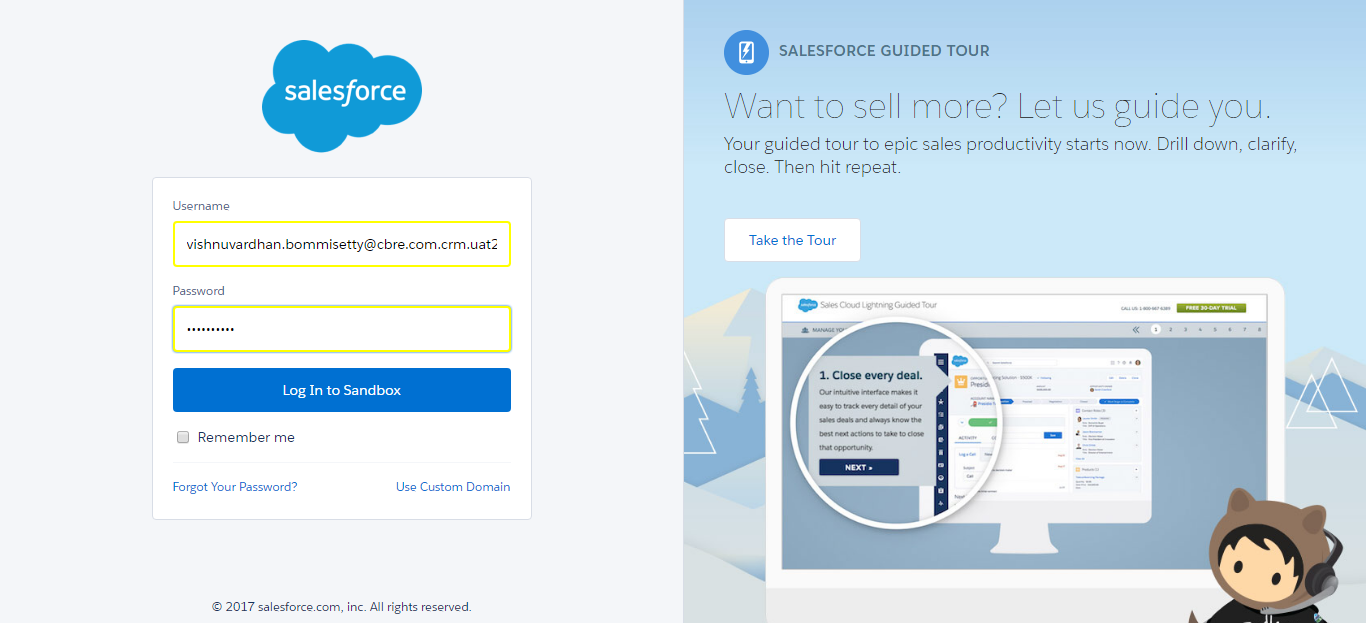 salesforce
Username
vishnuvardhan.bommisetty@cbre.com.crm.uat2
Password
••••••••••
Log In to Sandbox
Remember me
Forgot Your Password?
Use Custom Domain
© 2017 salesforce.com, inc. All rights reserved.
SALESFORCE GUIDED TOUR
Want to sell more? Let us guide you.
Your guided tour to epic sales productivity starts now. Drill down, clarify,
close. Then hit repeat.
Take the Tour
Sales Cloud Lightning Guided Tour
FREE 30-DAY TRIAL
MANAGE YO
1 2 3 4 5 6 7 8
1. Close every deal.
Our intuitive interface makes it
easy to track every detail of your
sales deals and already know the
best next actions to take to close
that opportunity.
NEXT »
ACTIVITY
Log a Call